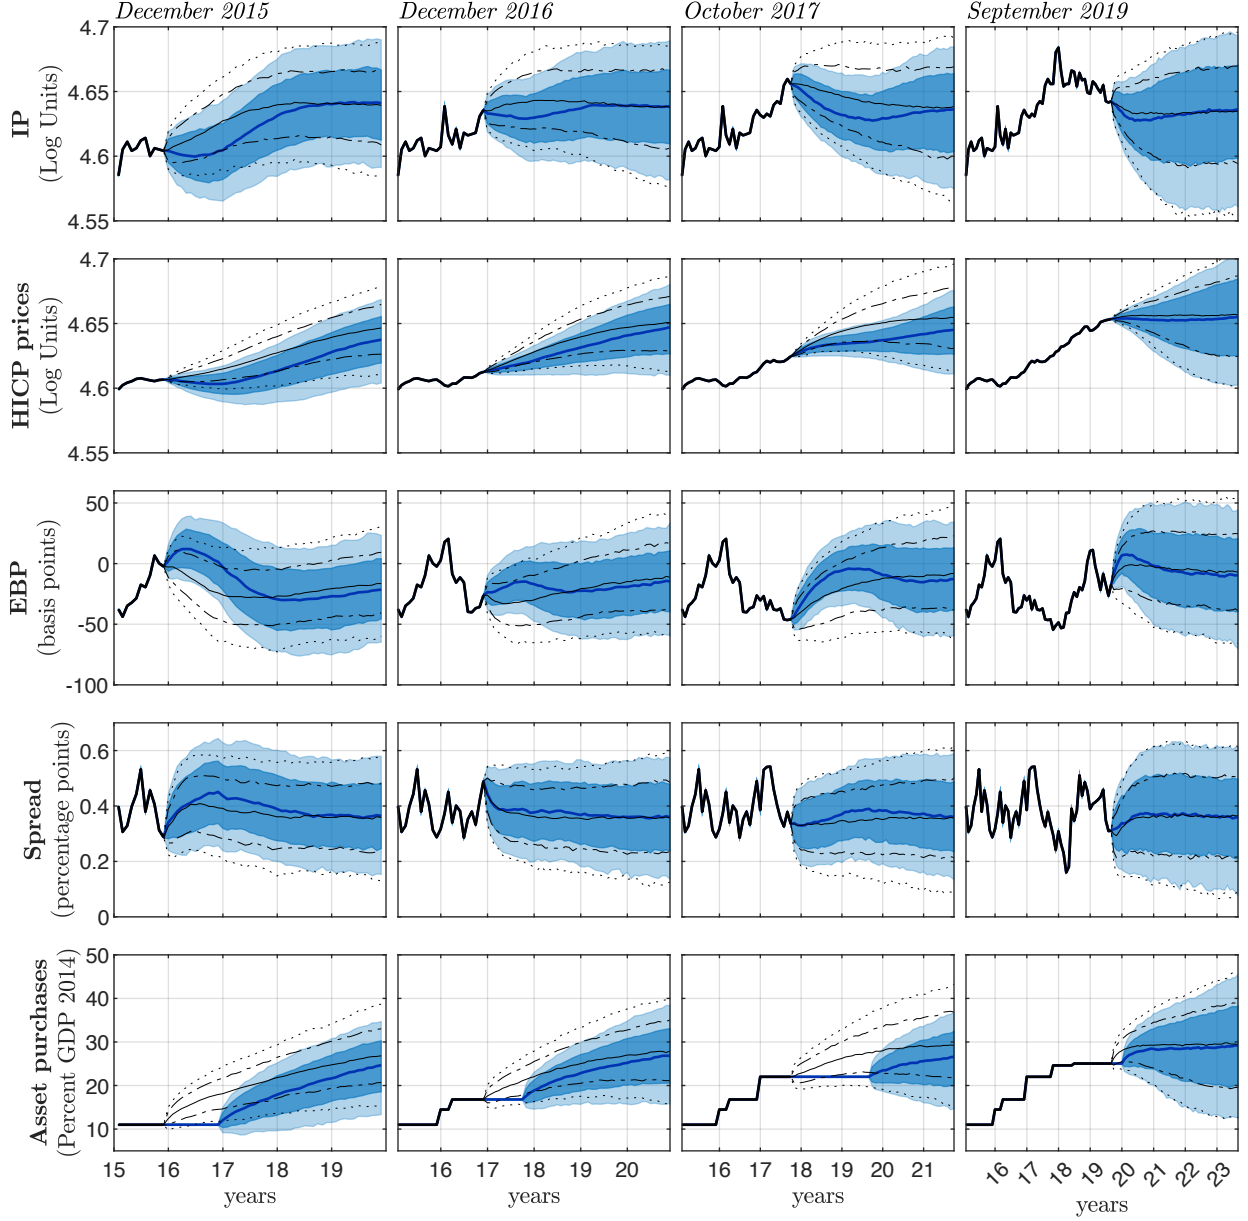 December 2015
December 2016
October 2017
September 2019
IP
(Log Units)
4.7
4.65
4.6
4.55
HICP prices
(Log Units)
4.7
4.65
4.6
4.55
EBP
(basis points)
50
0
-50
-100
Spread
(percentage points)
0.6
0.4
0.2
0
Asset purchases
(Percent GDP 2014)
50
40
30
20
10
15 16 17 18 19
16 17 18 19 20
16 17 18 19 20 21
16 17 18 19 20 21 22 23
years
years
years
years